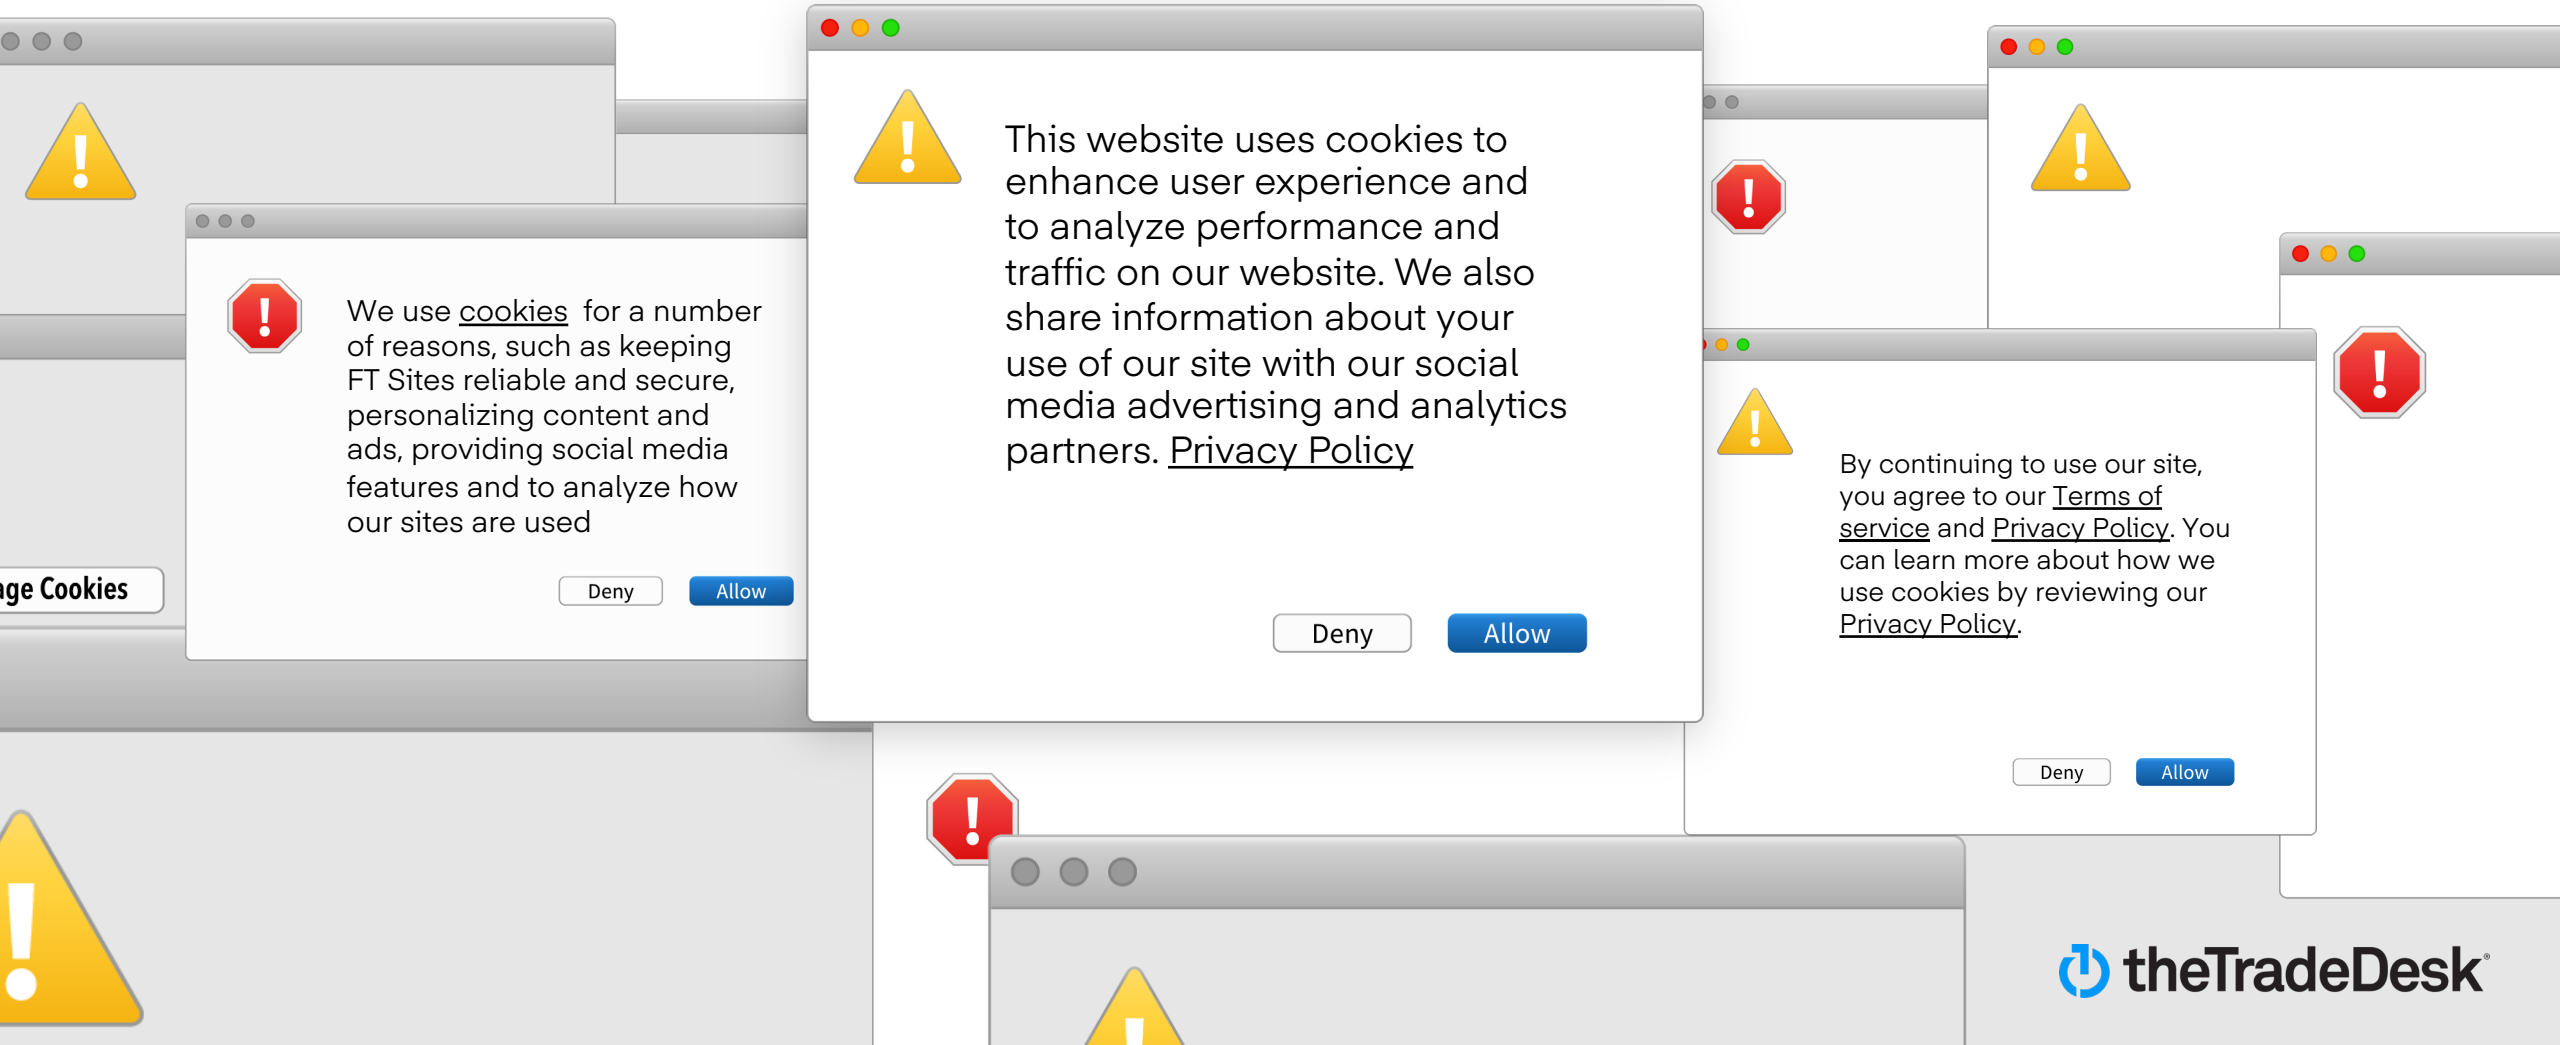 This website uses cookies to
enhance user experience and
to analyze performance and
traffic on our website. We also
share information about your
use of our site with our social
media advertising and analytics
partners. Privacy Policy
Deny
Allow
We use cookies for a number
of reasons, such as keeping
FT Sites reliable and secure,
personalizing content and
ads, providing social media
features and to analyze how
our sites are used
Deny
Allow
Cookies
By continuing to use our site,
you agree to our Terms of
service and Privacy Policy. You
can learn more about how we
use cookies by reviewing our
Privacy Policy.
Deny
Allow
theTradeDesk®